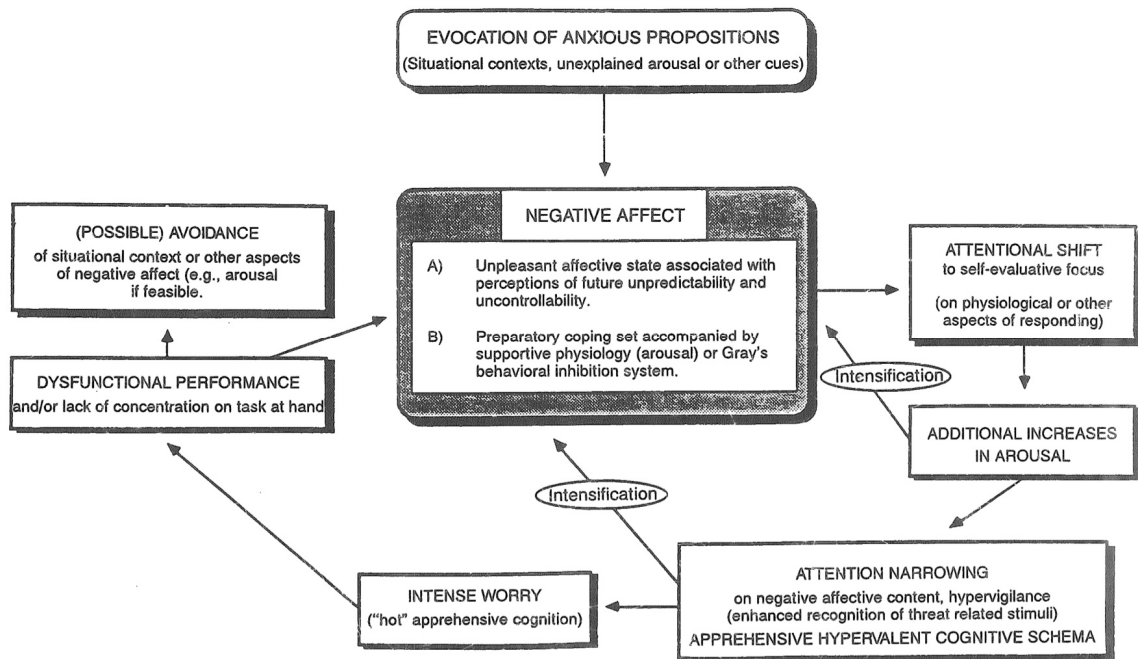 EVOCATION OF ANXIOUS PROPOSITIONS
(Situational contexts, unexplained arousal or other cues)
NEGATIVE AFFECT
A) Unpleasant affective state associated with
perceptions of future unpredictability and
uncontrollability.
B) Preparatory coping set accompanied by
supportive physiology (arousal) or Gray's
behavioral inhibition system.
ATTENTIONAL SHIFT
to self-evaluative focus
(on physiological or other
aspects of responding)
Intensification
ADDITIONAL INCREASES
IN AROUSAL
Intensification
ATTENTION NARROWING
on negative affective content, hypervigilance
(enhanced recognition of threat related stimuli)
APPREHENSIVE HYPERVALENT COGNITIVE SCHEMA
INTENSE WORRY
("hot" apprehensive cognition)
DYSFUNCTIONAL PERFORMANCE
and/or lack of concentration on task at hand
(POSSIBLE) AVOIDANCE
of situational context or other aspects
of negative affect (e.g., arousal
if feasible.